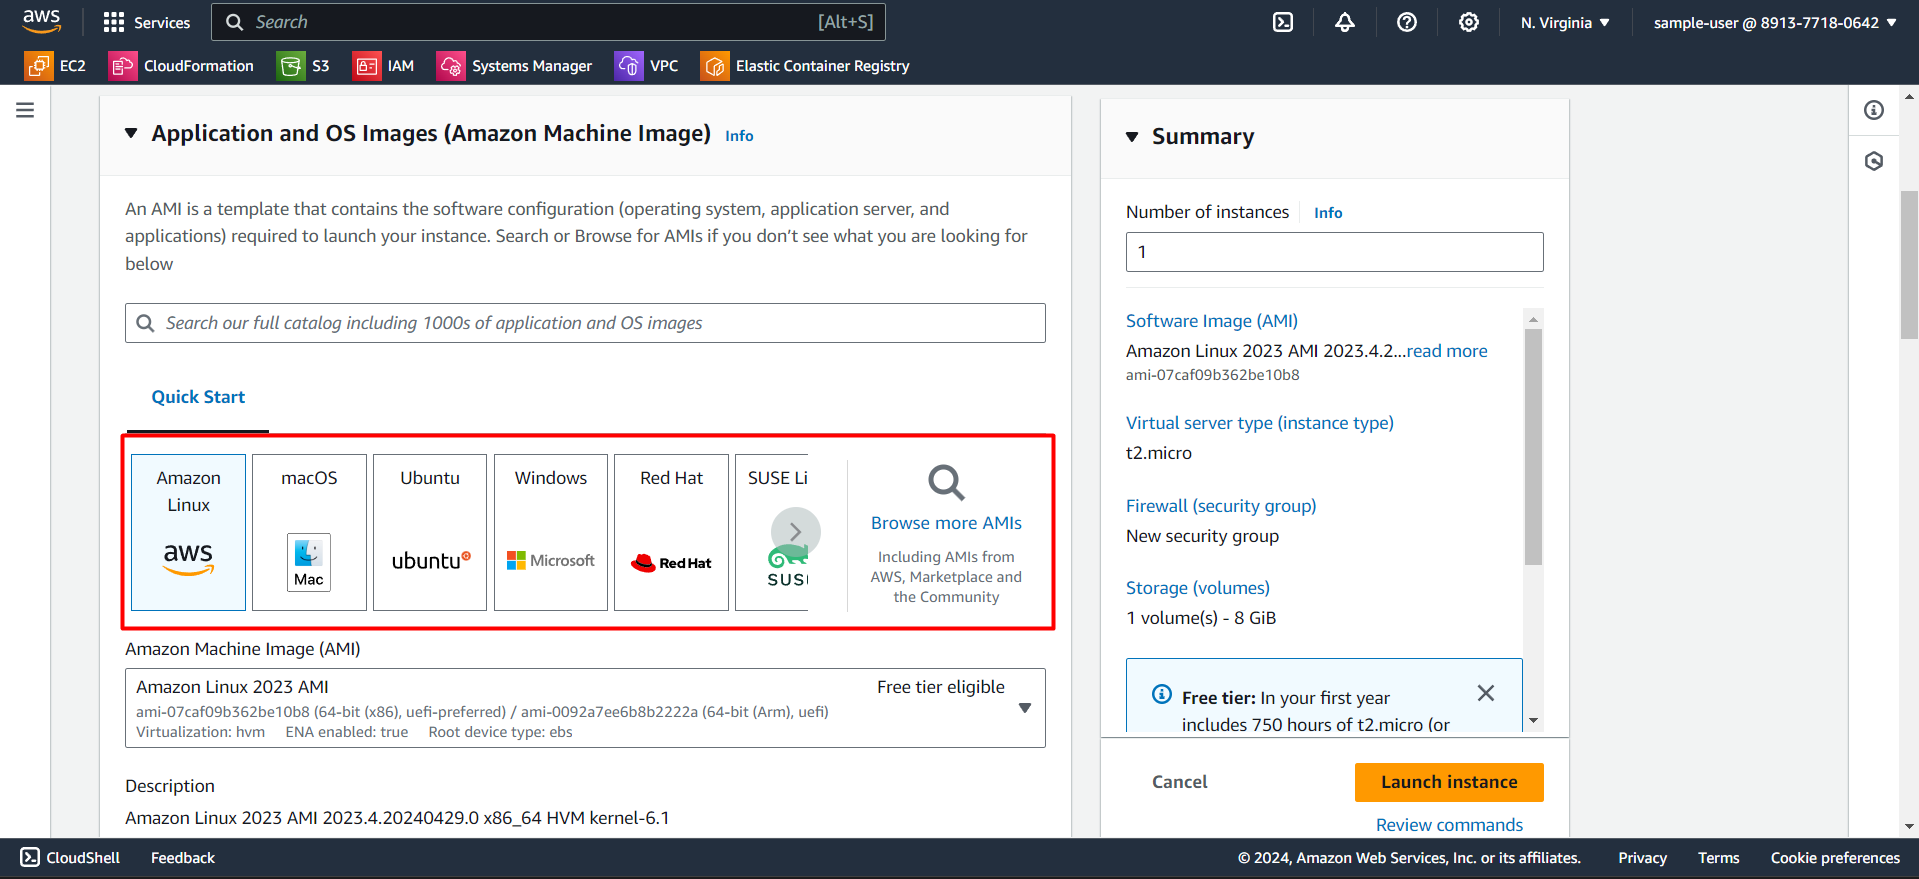 aws
Services
Search [Alt+S]
N. Virginia
sample-user @ 8913-7718-0642
EC2
CloudFormation
S3
IAM
Systems Manager
VPC
Elastic Container Registry
Application and OS Images (Amazon Machine Image) Info
An AMI is a template that contains the software configuration (operating system, application server, and
applications) required to launch your instance. Search or Browse for AMIs if you don’t see what you are looking for
below
Search our full catalog including 1000s of application and OS images
Quick Start
Amazon
Linux
aws
macOS
Mac
Ubuntu
ubuntu
Windows
Microsoft
Red Hat
Red Hat
SUSE Li
SUS
Browse more AMIs
Including AMIs from
AWS, Marketplace and
the Community
Amazon Machine Image (AMI)
Amazon Linux 2023 AMI Free tier eligible
ami-07caf09b362be10b8 (64-bit (x86), uefi-preferred) / ami-0092a7ee6b8b2222a (64-bit (Arm), uefi)
Virtualization: hvm ENA enabled: true Root device type: ebs
Description
Amazon Linux 2023 AMI 2023.4.20240429.0 x86_64 HVM kernel-6.1
Summary
Number of instances Info
1
Software Image (AMI)
Amazon Linux 2023 AMI 2023.4.2...read more
ami-07caf09b362be10b8
Virtual server type (instance type)
t2.micro
Firewall (security group)
New security group
Storage (volumes)
1 volume(s) - 8 GiB
Free tier: In your first year
includes 750 hours of t2.micro (or
Cancel
Launch instance
Review commands
CloudShell
Feedback
© 2024, Amazon Web Services, Inc. or its affiliates.
Privacy
Terms
Cookie preferences